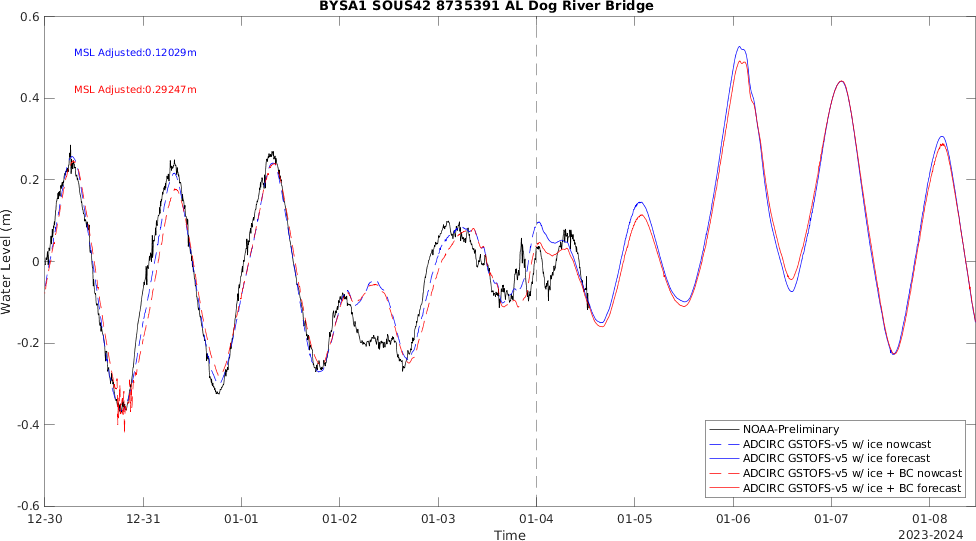 BYSA1 SOUS42 8735391 AL Dog River Bridge
MSL Adjusted:0.12029m
MSL Adjusted:0.29247m
Water Level (m)
0.6
0.4
0.2
0
-0.2
-0.4
-0.6
NOAA-Preliminary
ADCIRC GSTOFS-v5 w/ ice nowcast
ADCIRC GSTOFS-v5 w/ ice forecast
ADCIRC GSTOFS-v5 w/ ice + BC nowcast
ADCIRC GSTOFS-v5 w/ ice + BC forecast
12-30 12-31 01-01 01-02 01-03 01-04 01-05 01-06 01-07 01-08
Time
2023-2024